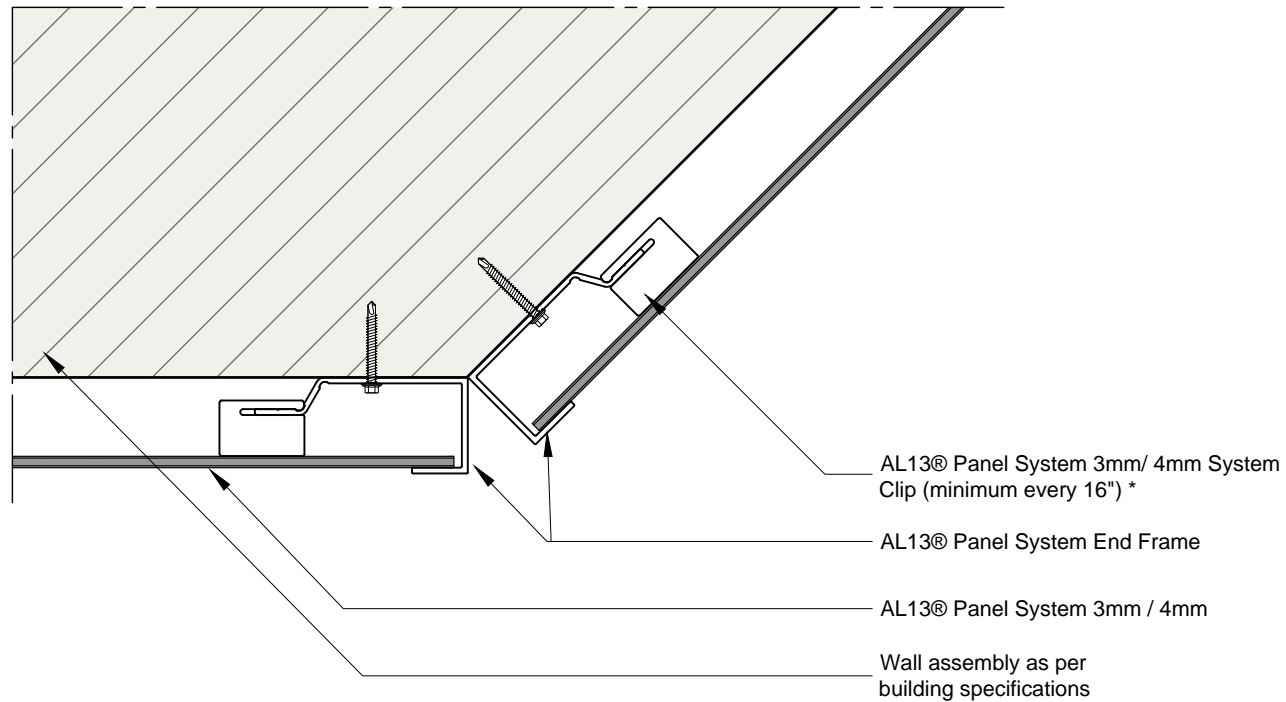 AL13® Panel System 3mm/ 4mm System
Clip (minimum every 16") *
AL13® Panel System End Frame
AL13® Panel System 3mm / 4mm
Wall assembly as per
building specifications